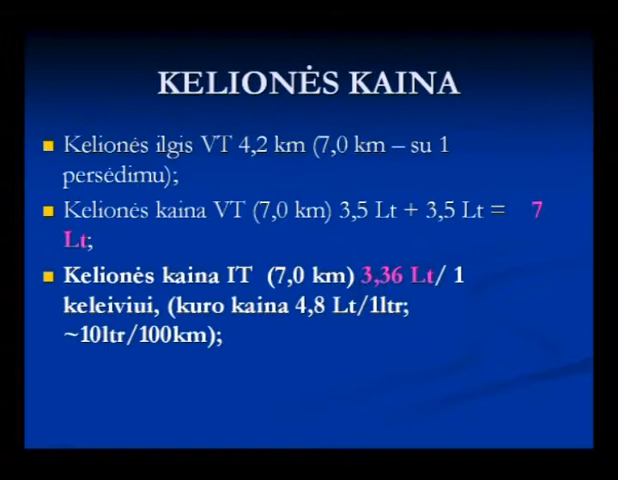 KELIONĖS KAINA
Kelionės ilgis VT 4,2 km (7,0 km – su 1
persėdimu);
Kelionės kaina VT (7,0 km) 3,5 Lt + 3,5 Lt = 7
Lt;
Kelionės kaina IT (7,0 km) 3,36 Lt/ 1
keleiviui, (kuro kaina 4,8 Lt/1ltr;
~10ltr/100km);